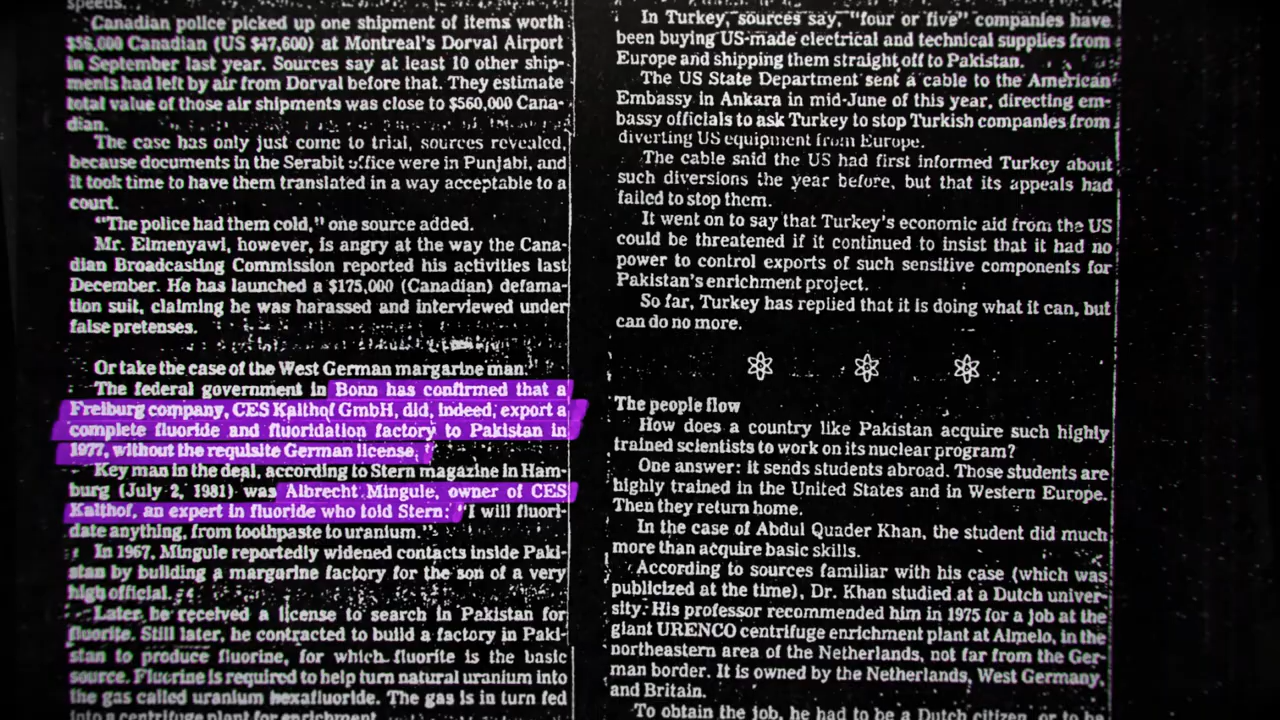 speeds.
Canadian police picked up one shipment of items worth
$56,000 Canadian (US $47,600) at Montreal's Dorval Airport
in September last year. Sources say at least 10 other ship-
ments had left by air from Dorval before that. They estimate
total value of those air shipments was close to $560,000 Cana-
dian.
The case has only just come to trial, sources revealed,
because documents in the Serabit office were in Punjabi, and
it took time to have them translated in a way acceptable to a
court.
"The police had them cold," one source added.
Mr. Elmenyawi, however, is angry at the way the Cana-
dian Broadcasting Commission reported his activities last
December. He has launched a $175,000 (Canadian) defama-
tion suit, claiming he was harassed and interviewed under
false pretenses.
Or take the case of the West German margarine man:
The federal government in Bonn has confirmed that a
Freiburg company, CES Kalthof GmbH, did, indeed, export a
complete fluoride and fluoridation factory to Pakistan in
1977, without the requisite German license.
Key man in the deal, according to Stern magazine in Ham-
burg (July 2, 1981) was Albrecht Mingule, owner of CES
Kalthof, an expert in fluoride who told Stern: "I will fluori-
date anything, from toothpaste to uranium."
In 1967, Mingule reportedly widened contacts inside Paki-
stan by building a margarine factory for the son of a very
high official.
Later he received a license to search in Pakistan for
fluorite. Still later, he contracted to build a factory in Paki-
stan to produce fluorine, for which fluorite is the basic
source. Fluorine is required to help turn natural uranium into
the gas called uranium hexafluoride. The gas is in turn fed
into a centrifuge plant for enrichment.
In Turkey, sources say, "four or five" companies have
been buying US-made electrical and technical supplies from
Europe and shipping them straight off to Pakistan.
The US State Department sent a cable to the American
Embassy in Ankara in mid-June of this year, directing em-
bassy officials to ask Turkey to stop Turkish companies from
diverting US equipment from Europe.
The cable said the US had first informed Turkey about
such diversions the year before, but that its appeals had
failed to stop them.
It went on to say that Turkey's economic aid from the US
could be threatened if it continued to insist that it had no
power to control exports of such sensitive components for
Pakistan's enrichment project.
So far, Turkey has replied that it is doing what it can, but
can do no more.
The people flow
How does a country like Pakistan acquire such highly
trained scientists to work on its nuclear program?
One answer: it sends students abroad. Those students are
highly trained in the United States and in Western Europe.
Then they return home.
In the case of Abdul Quader Khan, the student did much
more than acquire basic skills.
According to sources familiar with his case (which was
publicized at the time), Dr. Khan studied at a Dutch univer-
sity. His professor recommended him in 1975 for a job at the
giant URENCO centrifuge enrichment plant at Almelo, in the
northeastern area of the Netherlands, not far from the Ger-
man border. It is owned by the Netherlands, West Germany,
and Britain.
To obtain the job, he had to be a Dutch citizen, or to be